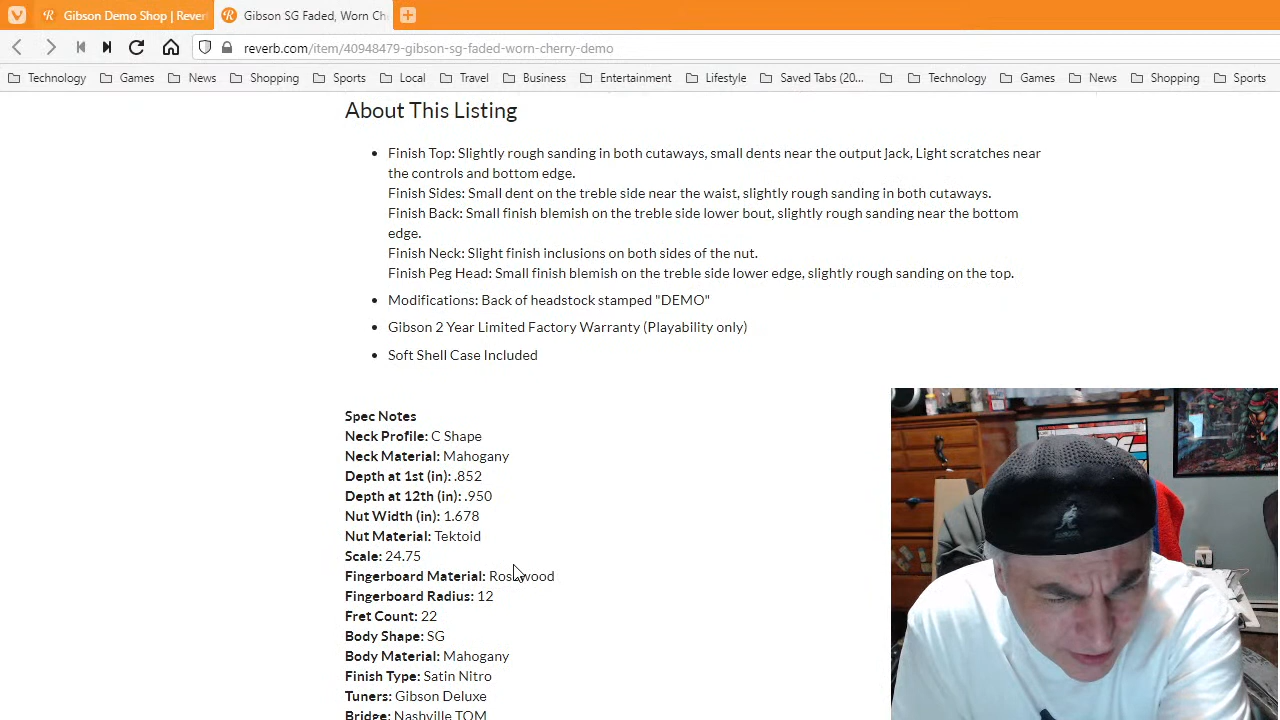 Gibson Demo Shop | Rever
Gibson SG Faded, Worn Ch
reverb.com/item/40948479-gibson-sg-faded-worn-cherry-demo
Technology Games News Shopping Sports Local Travel Business Entertainment Lifestyle Saved Tabs (20... Technology Games News Shopping Sports
About This Listing
Finish Top: Slightly rough sanding in both cutaways, small dents near the output jack, Light scratches near
the controls and bottom edge.
Finish Sides: Small dent on the treble side near the waist, slightly rough sanding in both cutaways.
Finish Back: Small finish blemish on the treble side lower bout, slightly rough sanding near the bottom
edge.
Finish Neck: Slight finish inclusions on both sides of the nut.
Finish Peg Head: Small finish blemish on the treble side lower edge, slightly rough sanding on the top.
Modifications: Back of headstock stamped "DEMO"
Gibson 2 Year Limited Factory Warranty (Playability only)
Soft Shell Case Included
Spec Notes
Neck Profile: C Shape
Neck Material: Mahogany
Depth at 1st (in): .852
Depth at 12th (in): .950
Nut Width (in): 1.678
Nut Material: Tektoid
Scale: 24.75
Fingerboard Material: Rosewood
Fingerboard Radius: 12
Fret Count: 22
Body Shape: SG
Body Material: Mahogany
Finish Type: Satin Nitro
Tuners: Gibson Deluxe
Bridge: Nashville TOM